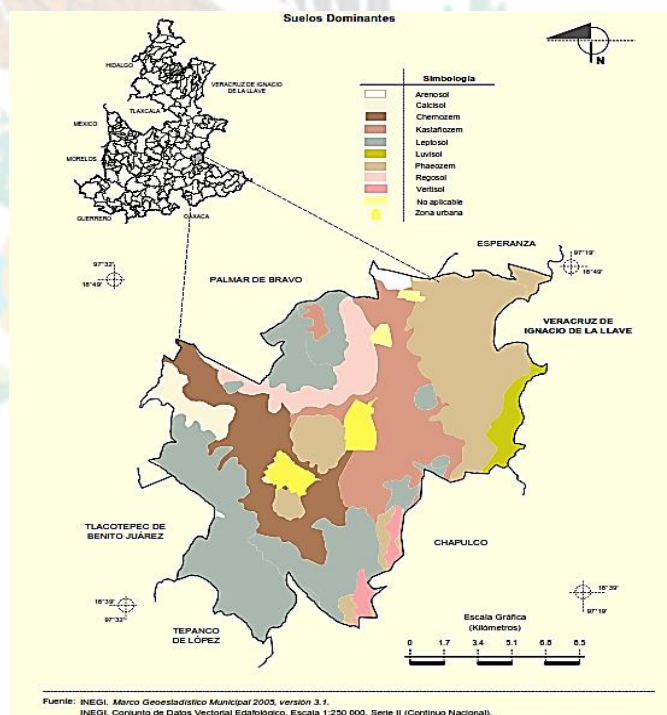 Suelos Dominantes
N
HIDALGO
VERACRUZ DE IGNACIO
DE LA LLAVE
TLAXCALA
MÉXICO
MORELOS
GUERRERO
OAXACA
Simbología
Arenosol
Calcisol
Chernozem
Kastañozem
Leptosol
Luvisol
Phaeozem
Regosol
Vertisol
No aplicable
Zona urbana
ESPERANZA
97°32'
18°49'
PALMAR DE BRAVO
97°19'
18°49'
VERACRUZ DE
IGNACIO DE LA LLAVE
TLACOTEPEC DE
BENITO JUÁREZ
CHAPULCO
18°39'
97°32'
18°39'
97°19'
TEPANCO
DE LÓPEZ
Escala Gráfica
(Kilómetros)
0 1.7 3.4 5.1 6.8 8.5
Fuente: INEGI. Marco Geoestadístico Municipal 2005, versión 3.1.
INEGI. Conjunto de Datos Vectorial Edafológico, Escala 1:250 000, Serie II (Continuo Nacional).